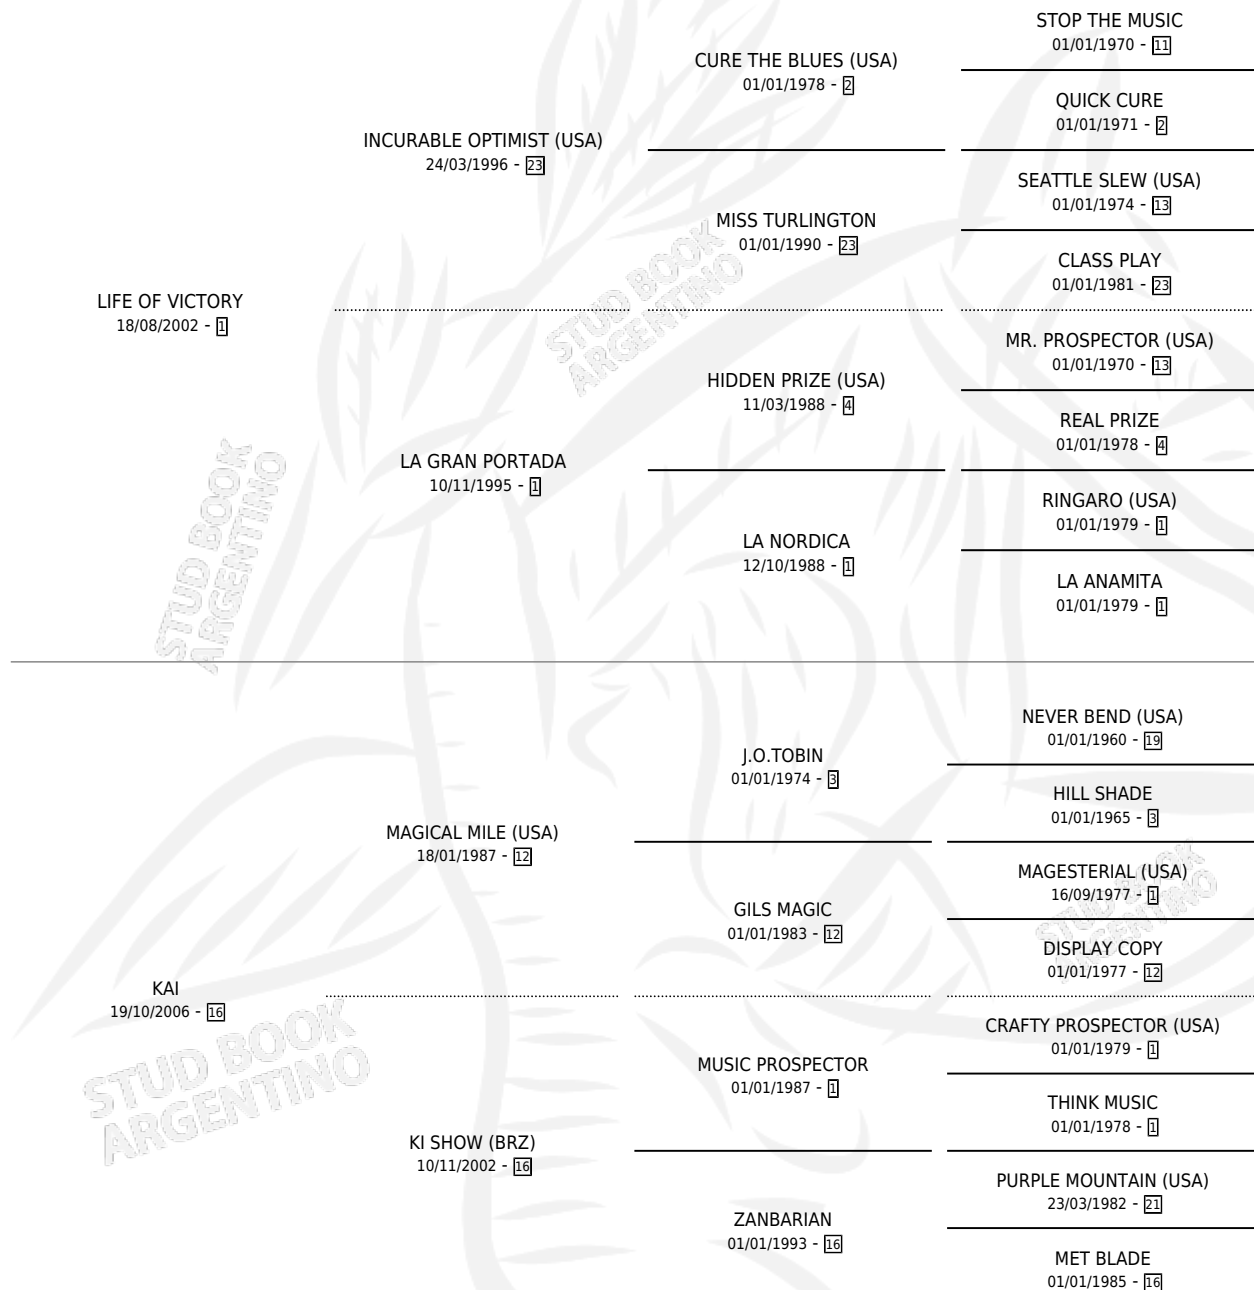 STOP THE MUSIC
01/01/1970 - 11
CURE THE BLUES (USA)
01/01/1978 - 2
QUICK CURE
01/01/1971 - 2
INCURABLE OPTIMIST (USA)
24/03/1996 - 23
SEATTLE SLEW (USA)
01/01/1974 - 13
MISS TURLINGTON
01/01/1990 - 23
CLASS PLAY
01/01/1981 - 23
STUD BOOK
ARGENTINO
LIFE OF VICTORY
18/08/2002 - 1
MR. PROSPECTOR (USA)
01/01/1970 - 13
HIDDEN PRIZE (USA)
11/03/1988 - 4
REAL PRIZE
01/01/1978 - 4
LA GRAN PORTADA
10/11/1995 - 1
RINGARO (USA)
01/01/1979 - 1
LA NORDICA
12/10/1988 - 1
LA ANAMITA
01/01/1979 - 1
STUD BOOK
ARGENTINO
NEVER BEND (USA)
01/01/1960 - 19
J.O.TOBIN
01/01/1974 - 3
HILL SHADE
01/01/1965 - 3
MAGICAL MILE (USA)
18/01/1987 - 12
MAGESTERIAL (USA)
16/09/1977 - 1
GILS MAGIC
01/01/1983 - 12
DISPLAY COPY
01/01/1977 - 12
STUD BOOK
ARGENTINO
KAI
19/10/2006 - 16
CRAFTY PROSPECTOR (USA)
01/01/1979 - 1
MUSIC PROSPECTOR
01/01/1987 - 1
THINK MUSIC
01/01/1978 - 1
STUD BOOK
ARGENTINO
KI SHOW (BRZ)
10/11/2002 - 16
PURPLE MOUNTAIN (USA)
23/03/1982 - 21
ZANBARIAN
01/01/1993 - 16
MET BLADE
01/01/1985 - 16